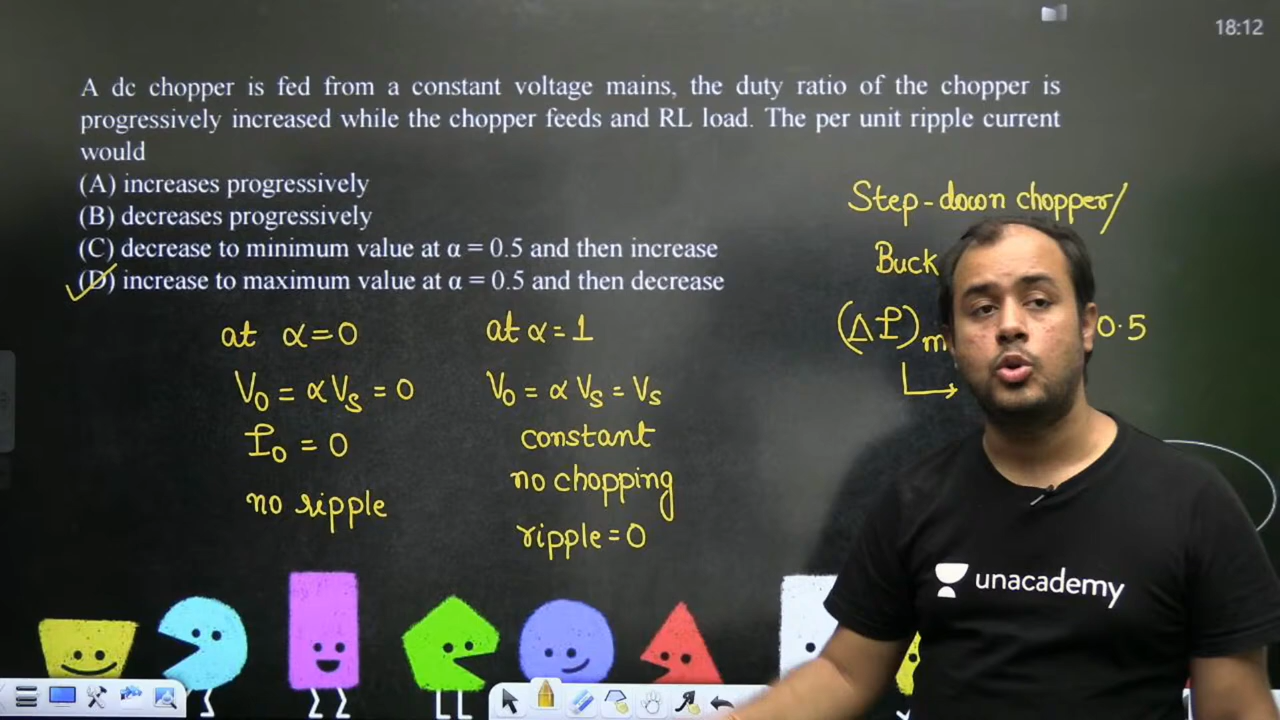 18:12
A dc chopper is fed from a constant voltage mains, the duty ratio of the chopper is
progressively increased while the chopper feeds and RL load. The per unit ripple current
would
(A) increases progressively
(B) decreases progressively
(C) decrease to minimum value at α = 0.5 and then increase
(D) increase to maximum value at α = 0.5 and then decrease
Step-down chopper/
Buck
(ΔI)m 0.5
at α=0
V₀ = αVs = 0
I₀ = 0
no ripple
at α=1
V₀ = αVs = Vs
constant
no chopping
ripple=0
unacademy